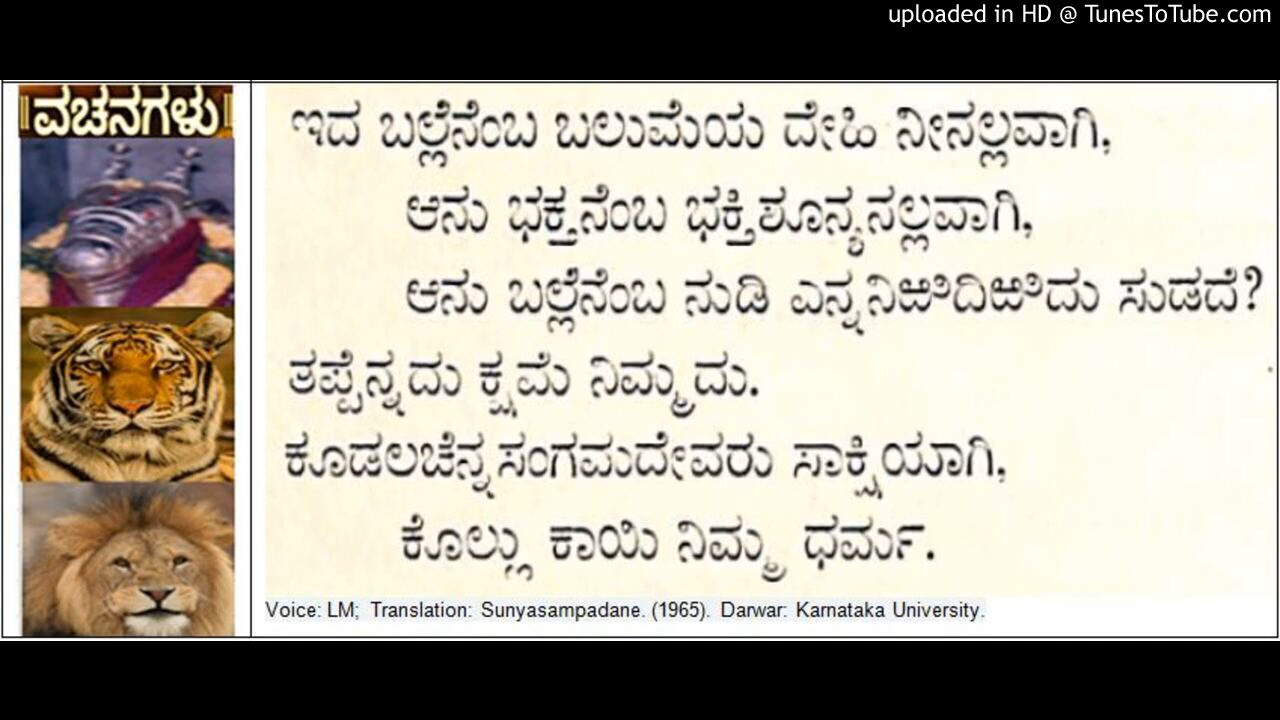 uploaded in HD @ TunesToTube.com
॥ವಚನಗಳು॥
ಇದ ಬಲ್ಲೆನೆಂಬ ಬಲುಮೆಯ ದೇಹಿ ನೀನಲ್ಲವಾಗಿ,
ಆನು ಭಕ್ತನೆಂಬ ಭಕ್ತಿಶೂನ್ಯನಲ್ಲವಾಗಿ,
ಆನು ಬಲ್ಲೆನೆಂಬ ನುಡಿ ಎನ್ನನಿಱಿದಿಱಿದು ಸುಡದೆ?
ತಪ್ಪೆನ್ನದು ಕ್ಷಮೆ ನಿಮ್ಮದು.
ಕೂಡಲಚೆನ್ನಸಂಗಮದೇವರು ಸಾಕ್ಷಿಯಾಗಿ,
ಕೊಲ್ಲು ಕಾಯಿ ನಿಮ್ಮ ಧರ್ಮ.
Voice: LM; Translation: Sunyasampadane. (1965). Darwar: Karnataka University.